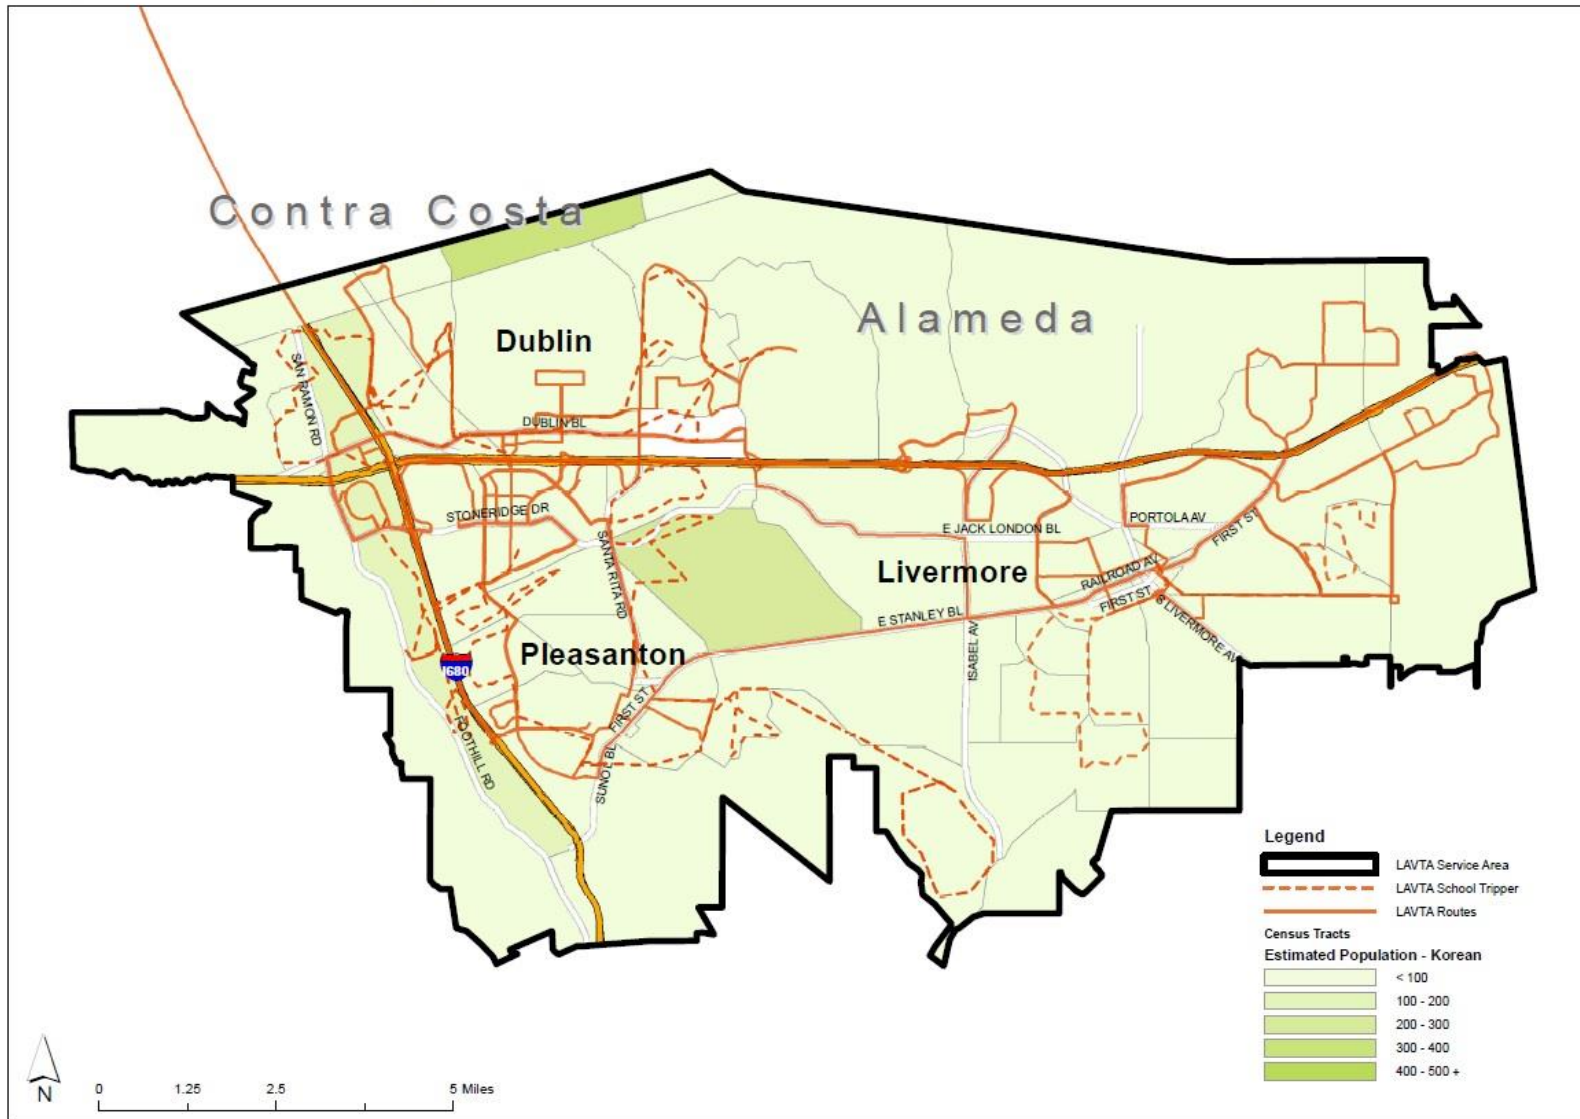 Contra Costa
Alameda
Dublin
SAN RAMON RD
DUBLIN BL
STONERIDGE DR
SANTA RITA RD
E JACK LONDON BL
PORTOLA AV
FIRST ST
Livermore
RAILROAD AV
FIRST ST
S LIVERMORE AV
E STANLEY BL
ISABEL AV
Pleasanton
I680
FOOTHILL RD
FIRST ST
SUNOL BL
Legend
LAVTA Service Area
LAVTA School Tripper
LAVTA Routes
Census Tracts
Estimated Population - Korean
< 100
100 - 200
200 - 300
300 - 400
400 - 500 +
N
0 1.25 2.5 5 Miles